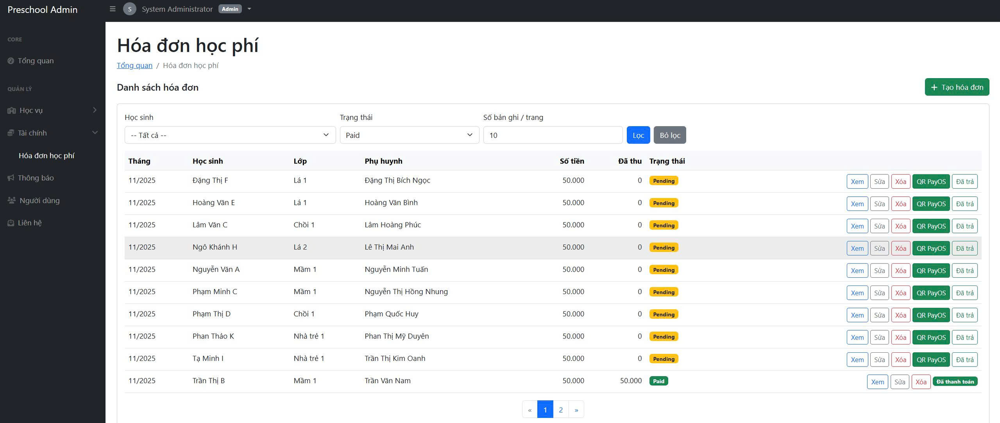 Preschool Admin
S System Administrator Admin
CORE
Tổng quan
QUẢN LÝ
Học vụ
Tài chính
Hóa đơn học phí
Thông báo
Người dùng
Liên hệ
Hóa đơn học phí
Tổng quan / Hóa đơn học phí
Danh sách hóa đơn
+ Tạo hóa đơn
Học sinh Trạng thái Số bản ghi / trang
-- Tất cả -- Paid 10 Lọc Bỏ lọc
Tháng Học sinh Lớp Phụ huynh Số tiền Đã thu Trạng thái
11/2025 Đặng Thị F Lá 1 Đặng Thị Bích Ngọc 50.000 0 Pending Xem Sửa Xóa QR PayOS Đã trả
11/2025 Hoàng Văn E Lá 1 Hoàng Văn Bình 50.000 0 Pending Xem Sửa Xóa QR PayOS Đã trả
11/2025 Lâm Văn C Chồi 1 Lâm Hoàng Phúc 50.000 0 Pending Xem Sửa Xóa QR PayOS Đã trả
11/2025 Ngô Khánh H Lá 2 Lê Thị Mai Anh 50.000 0 Pending Xem Sửa Xóa QR PayOS Đã trả
11/2025 Nguyễn Văn A Mầm 1 Nguyễn Minh Tuấn 50.000 0 Pending Xem Sửa Xóa QR PayOS Đã trả
11/2025 Phạm Minh C Mầm 1 Nguyễn Thị Hồng Nhung 50.000 0 Pending Xem Sửa Xóa QR PayOS Đã trả
11/2025 Phạm Thị D Chồi 1 Phạm Quốc Huy 50.000 0 Pending Xem Sửa Xóa QR PayOS Đã trả
11/2025 Phan Thảo K Nhà trẻ 1 Phan Thị Mỹ Duyên 50.000 0 Pending Xem Sửa Xóa QR PayOS Đã trả
11/2025 Tạ Minh I Nhà trẻ 1 Trần Thị Kim Oanh 50.000 0 Pending Xem Sửa Xóa QR PayOS Đã trả
11/2025 Trần Thị B Mầm 1 Trần Văn Nam 50.000 50.000 Paid Xem Sửa Xóa Đã thanh toán
« 1 2 »